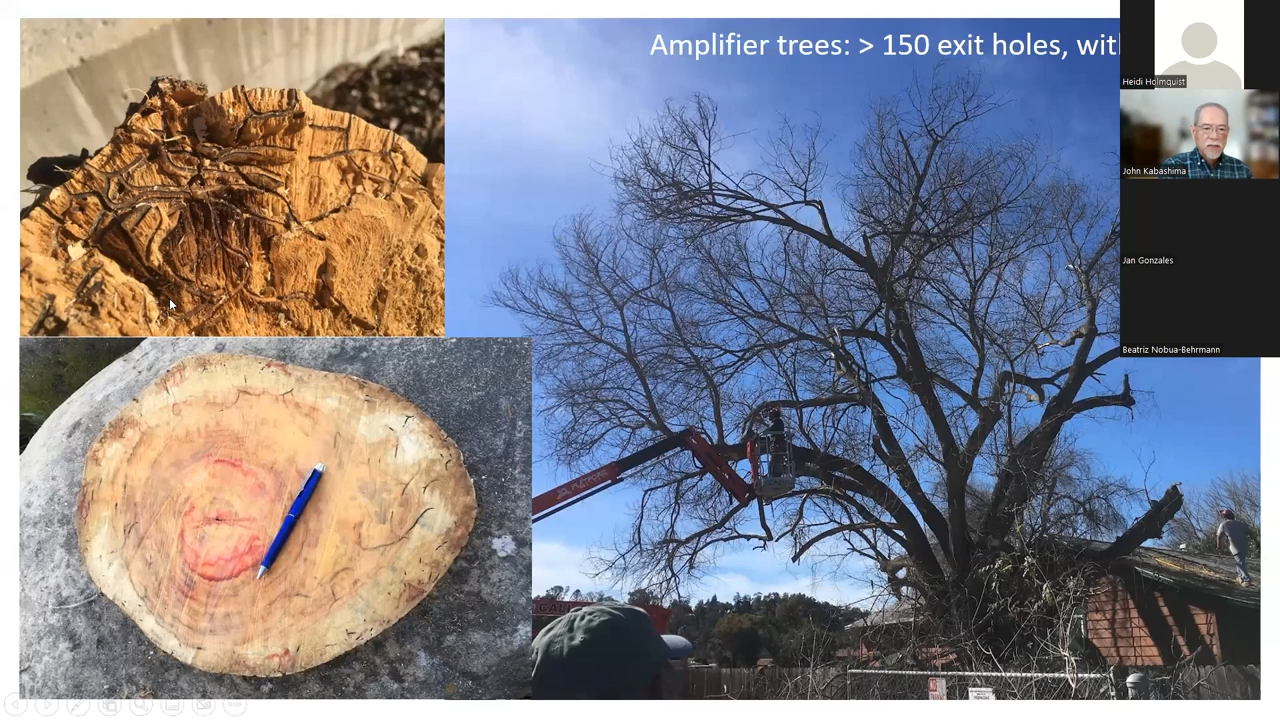 Amplifier trees: > 150 exit holes, wit
Heidi Holmquist
John Kabashima
Jan Gonzales
Beatriz Nobua-Behrmann